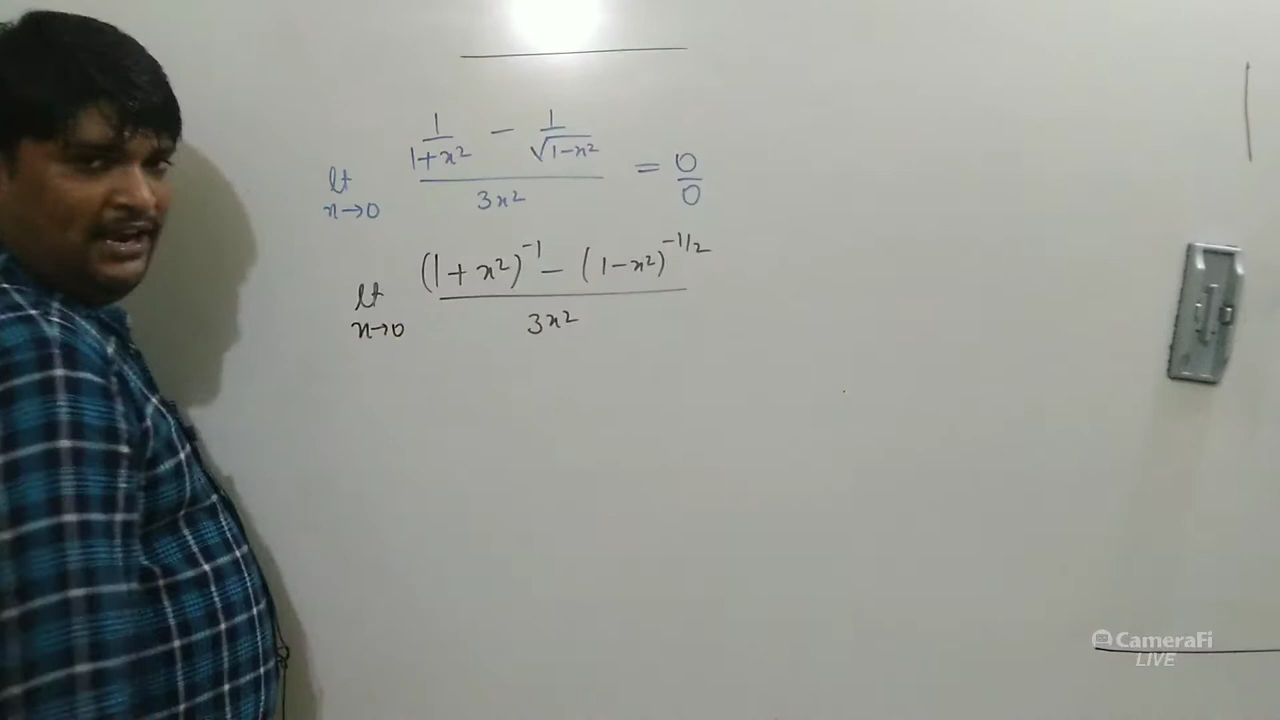 lt x→0 (1/(1+x²) − 1/√(1−x²))/(3x²) = 0/0
lt x→0 ((1+x²)⁻¹ − (1−x²)^(−1/2))/(3x²)
CameraFi
LIVE